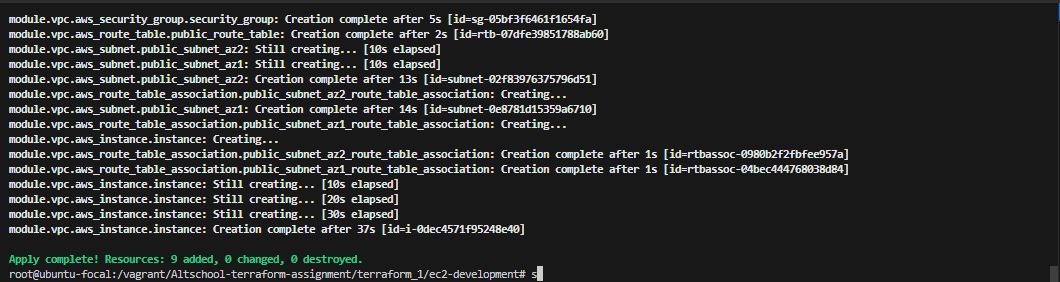 module.vpc.aws_security_group.security_group: Creation complete after 5s [id=sg-05bf3f6461f1654fa]
module.vpc.aws_route_table.public_route_table: Creation complete after 2s [id=rtb-07dfe39851788ab60]
module.vpc.aws_subnet.public_subnet_az2: Still creating... [10s elapsed]
module.vpc.aws_subnet.public_subnet_az1: Still creating... [10s elapsed]
module.vpc.aws_subnet.public_subnet_az2: Creation complete after 13s [id=subnet-02f83976375796d51]
module.vpc.aws_route_table_association.public_subnet_az2_route_table_association: Creating...
module.vpc.aws_subnet.public_subnet_az1: Creation complete after 14s [id=subnet-0e8781d15359a6710]
module.vpc.aws_route_table_association.public_subnet_az1_route_table_association: Creating...
module.vpc.aws_instance.instance: Creating...
module.vpc.aws_route_table_association.public_subnet_az2_route_table_association: Creation complete after 1s [id=rtbassoc-0980b2f2fbfee957a]
module.vpc.aws_route_table_association.public_subnet_az1_route_table_association: Creation complete after 1s [id=rtbassoc-04bec444768038d84]
module.vpc.aws_instance.instance: Still creating... [10s elapsed]
module.vpc.aws_instance.instance: Still creating... [20s elapsed]
module.vpc.aws_instance.instance: Still creating... [30s elapsed]
module.vpc.aws_instance.instance: Creation complete after 37s [id=i-0dec4571f95248e40]
Apply complete! Resources: 9 added, 0 changed, 0 destroyed.
root@ubuntu-focal:/vagrant/Altschool-terraform-assignment/terraform_1/ec2-development# s